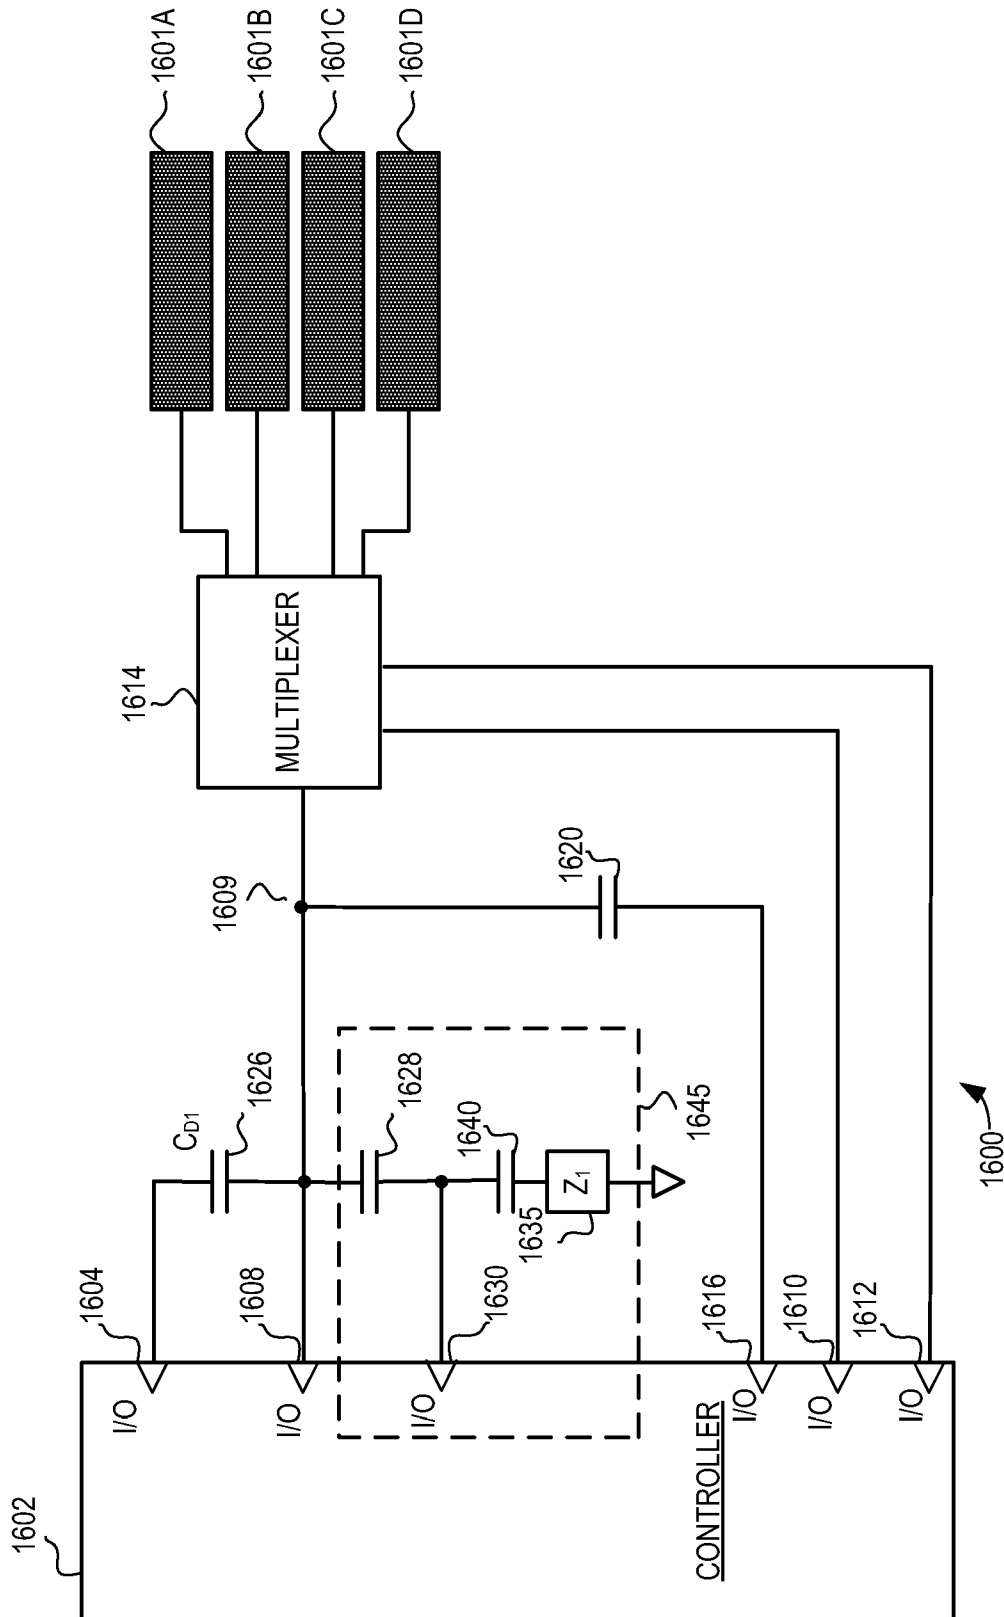 1601A
1601B
1601C
1601D
1614
MULTIPLEXER
1609
1620
CD1
1626
1628
1640
Z1
1635
1645
1604
1608
1630
1616
1610
1612
I/O
I/O
I/O
I/O
I/O
I/O
CONTROLLER
1602
1600